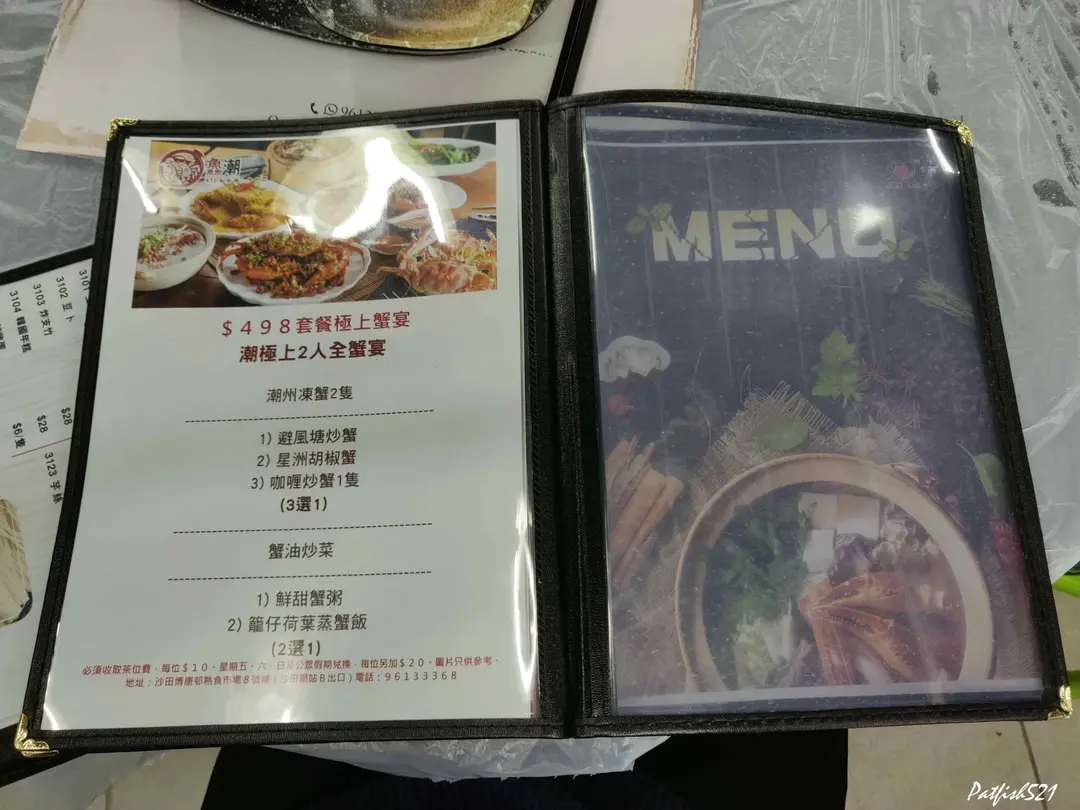 魚潮
$498套餐極上蟹宴
潮極上2人全蟹宴
潮州凍蟹2隻
1) 避風塘炒蟹
2) 星洲胡椒蟹
3) 咖喱炒蟹1隻
(3選1)
蟹油炒菜
1) 鮮甜蟹粥
2) 籠仔荷葉蒸蟹飯
(2選1)
必須收取茶位費,每位$10。星期五、六、日及公眾假期兌換,每位另加$20。圖片只供參考。
地址:沙田博康邨熟食市場8號鋪(沙田圍站B出口)電話:96133368
MENU
3102 豆卜
3103 炸支竹
3104 韓國年糕
$28
$28
$6/隻
3123 芋絲
Patfish521